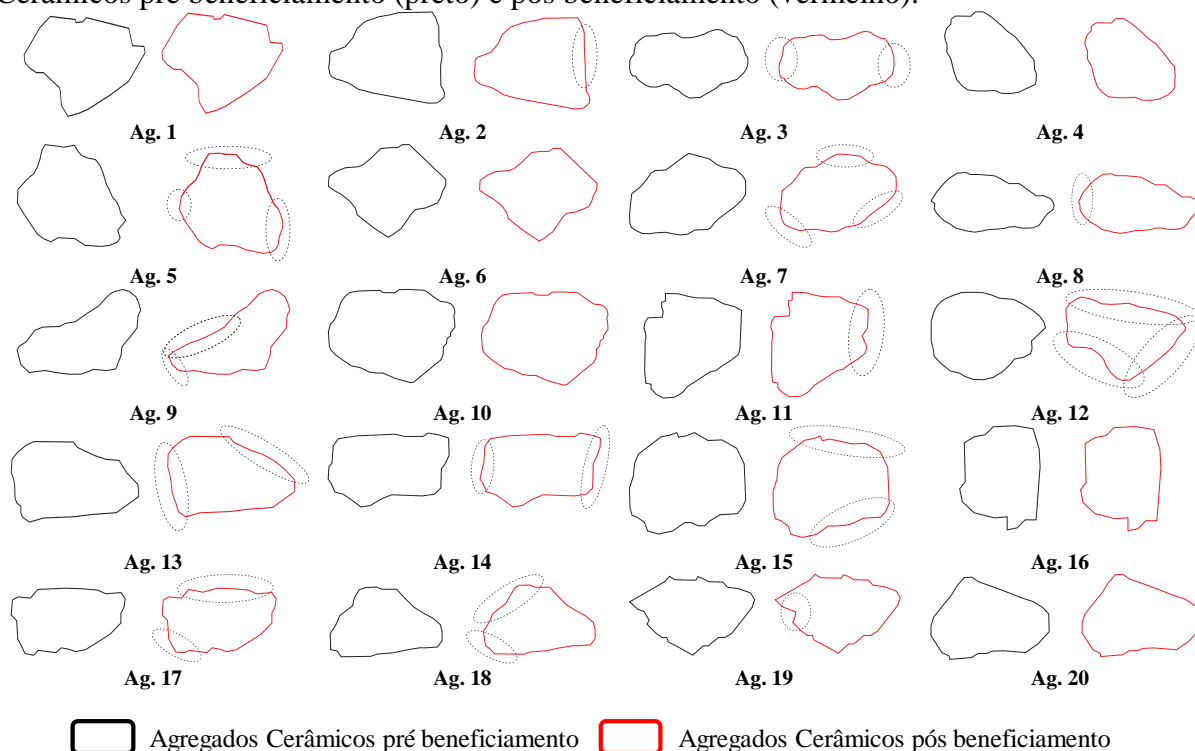 Cerâmicos pré beneficiamento (preto) e pós beneficiamento (vermelho).
Ag. 1 Ag. 2 Ag. 3 Ag. 4
Ag. 5 Ag. 6 Ag. 7 Ag. 8
Ag. 9 Ag. 10 Ag. 11 Ag. 12
Ag. 13 Ag. 14 Ag. 15 Ag. 16
Ag. 17 Ag. 18 Ag. 19 Ag. 20
Agregados Cerâmicos pré beneficiamento Agregados Cerâmicos pós beneficiamento